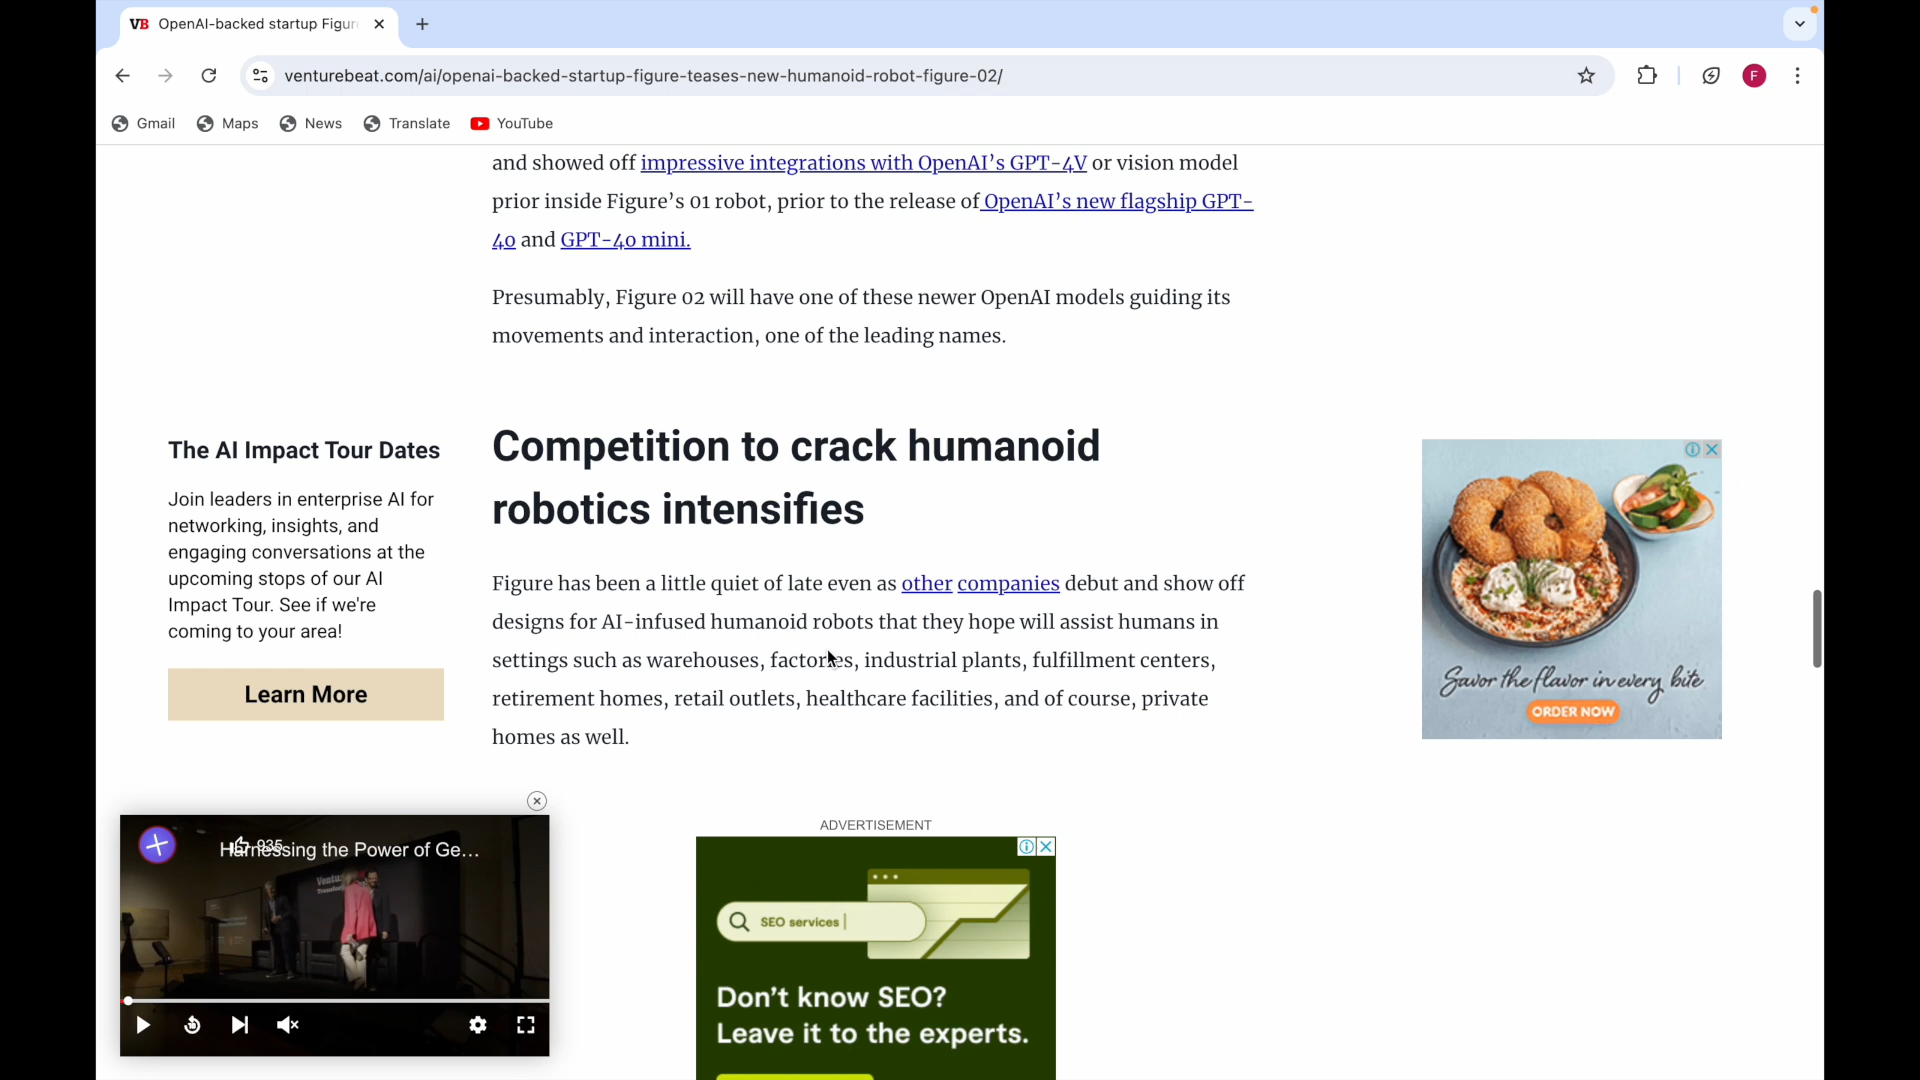 VB OpenAI-backed startup Figur
venturebeat.com/ai/openai-backed-startup-figure-teases-new-humanoid-robot-figure-02/
F
Gmail
Maps
News
Translate
YouTube
and showed off impressive integrations with OpenAI’s GPT-4V or vision model
prior inside Figure’s 01 robot, prior to the release of OpenAI’s new flagship GPT-
4o and GPT-4o mini.
Presumably, Figure 02 will have one of these newer OpenAI models guiding its
movements and interaction, one of the leading names.
The AI Impact Tour Dates
Join leaders in enterprise AI for
networking, insights, and
engaging conversations at the
upcoming stops of our AI
Impact Tour. See if we're
coming to your area!
Learn More
Competition to crack humanoid
robotics intensifies
Figure has been a little quiet of late even as other companies debut and show off
designs for AI-infused humanoid robots that they hope will assist humans in
settings such as warehouses, factories, industrial plants, fulfillment centers,
retirement homes, retail outlets, healthcare facilities, and of course, private
homes as well.
Savor the flavor in every bite
ORDER NOW
935
Harnessing the Power of Ge...
ADVERTISEMENT
SEO services
Don’t know SEO?
Leave it to the experts.